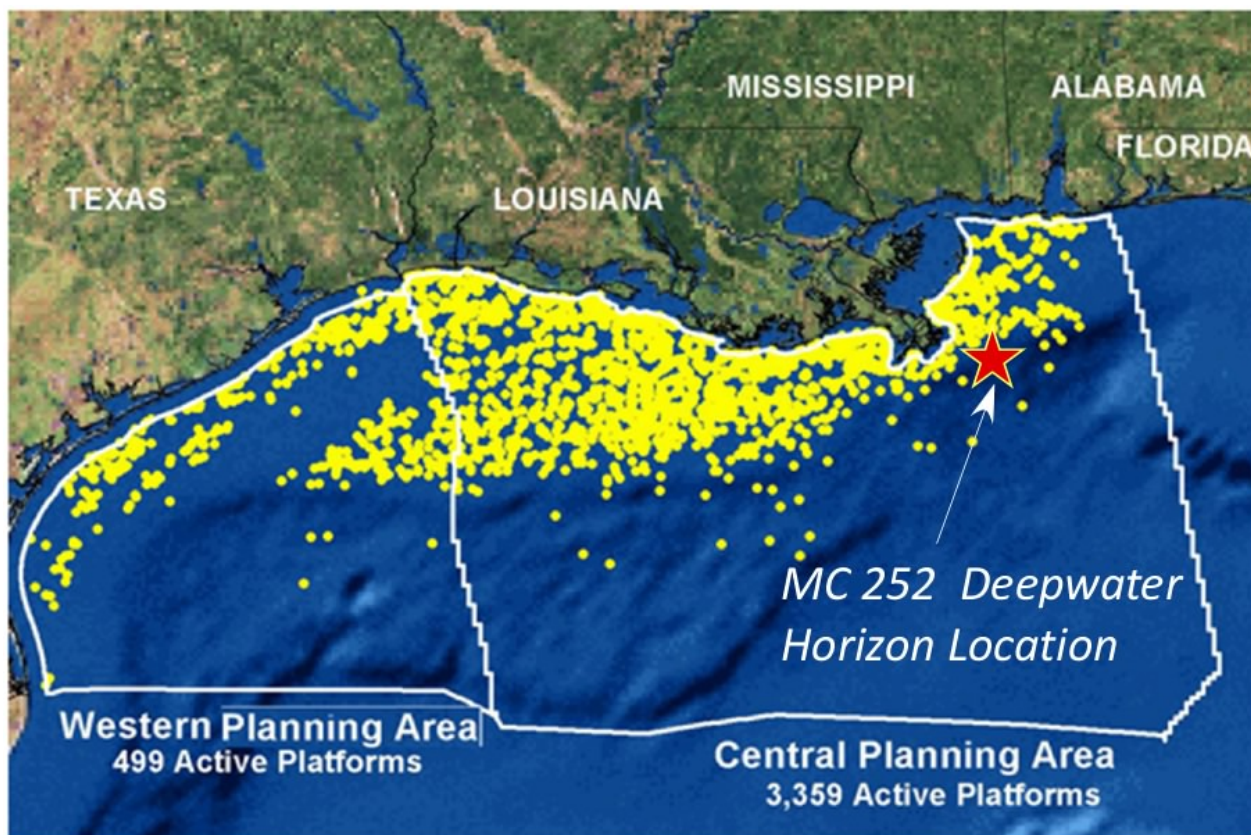 MISSISSIPPI
ALABAMA
FLORIDA
TEXAS
LOUISIANA
MC 252 Deepwater
Horizon Location
Western Planning Area
499 Active Platforms
Central Planning Area
3,359 Active Platforms